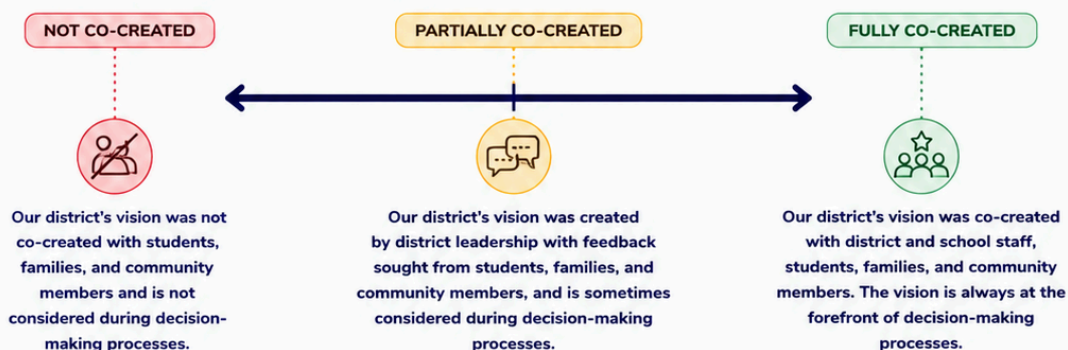 NOT CO-CREATED
PARTIALLY CO-CREATED
FULLY CO-CREATED
Our district's vision was not
co-created with students,
families, and community
members and is not
considered during decision-
making processes.
Our district's vision was created
by district leadership with feedback
sought from students, families, and
community members, and is sometimes
considered during decision-making
processes.
Our district's vision was co-created
with district and school staff,
students, families, and community
members. The vision is always at the
forefront of decision-making
processes.